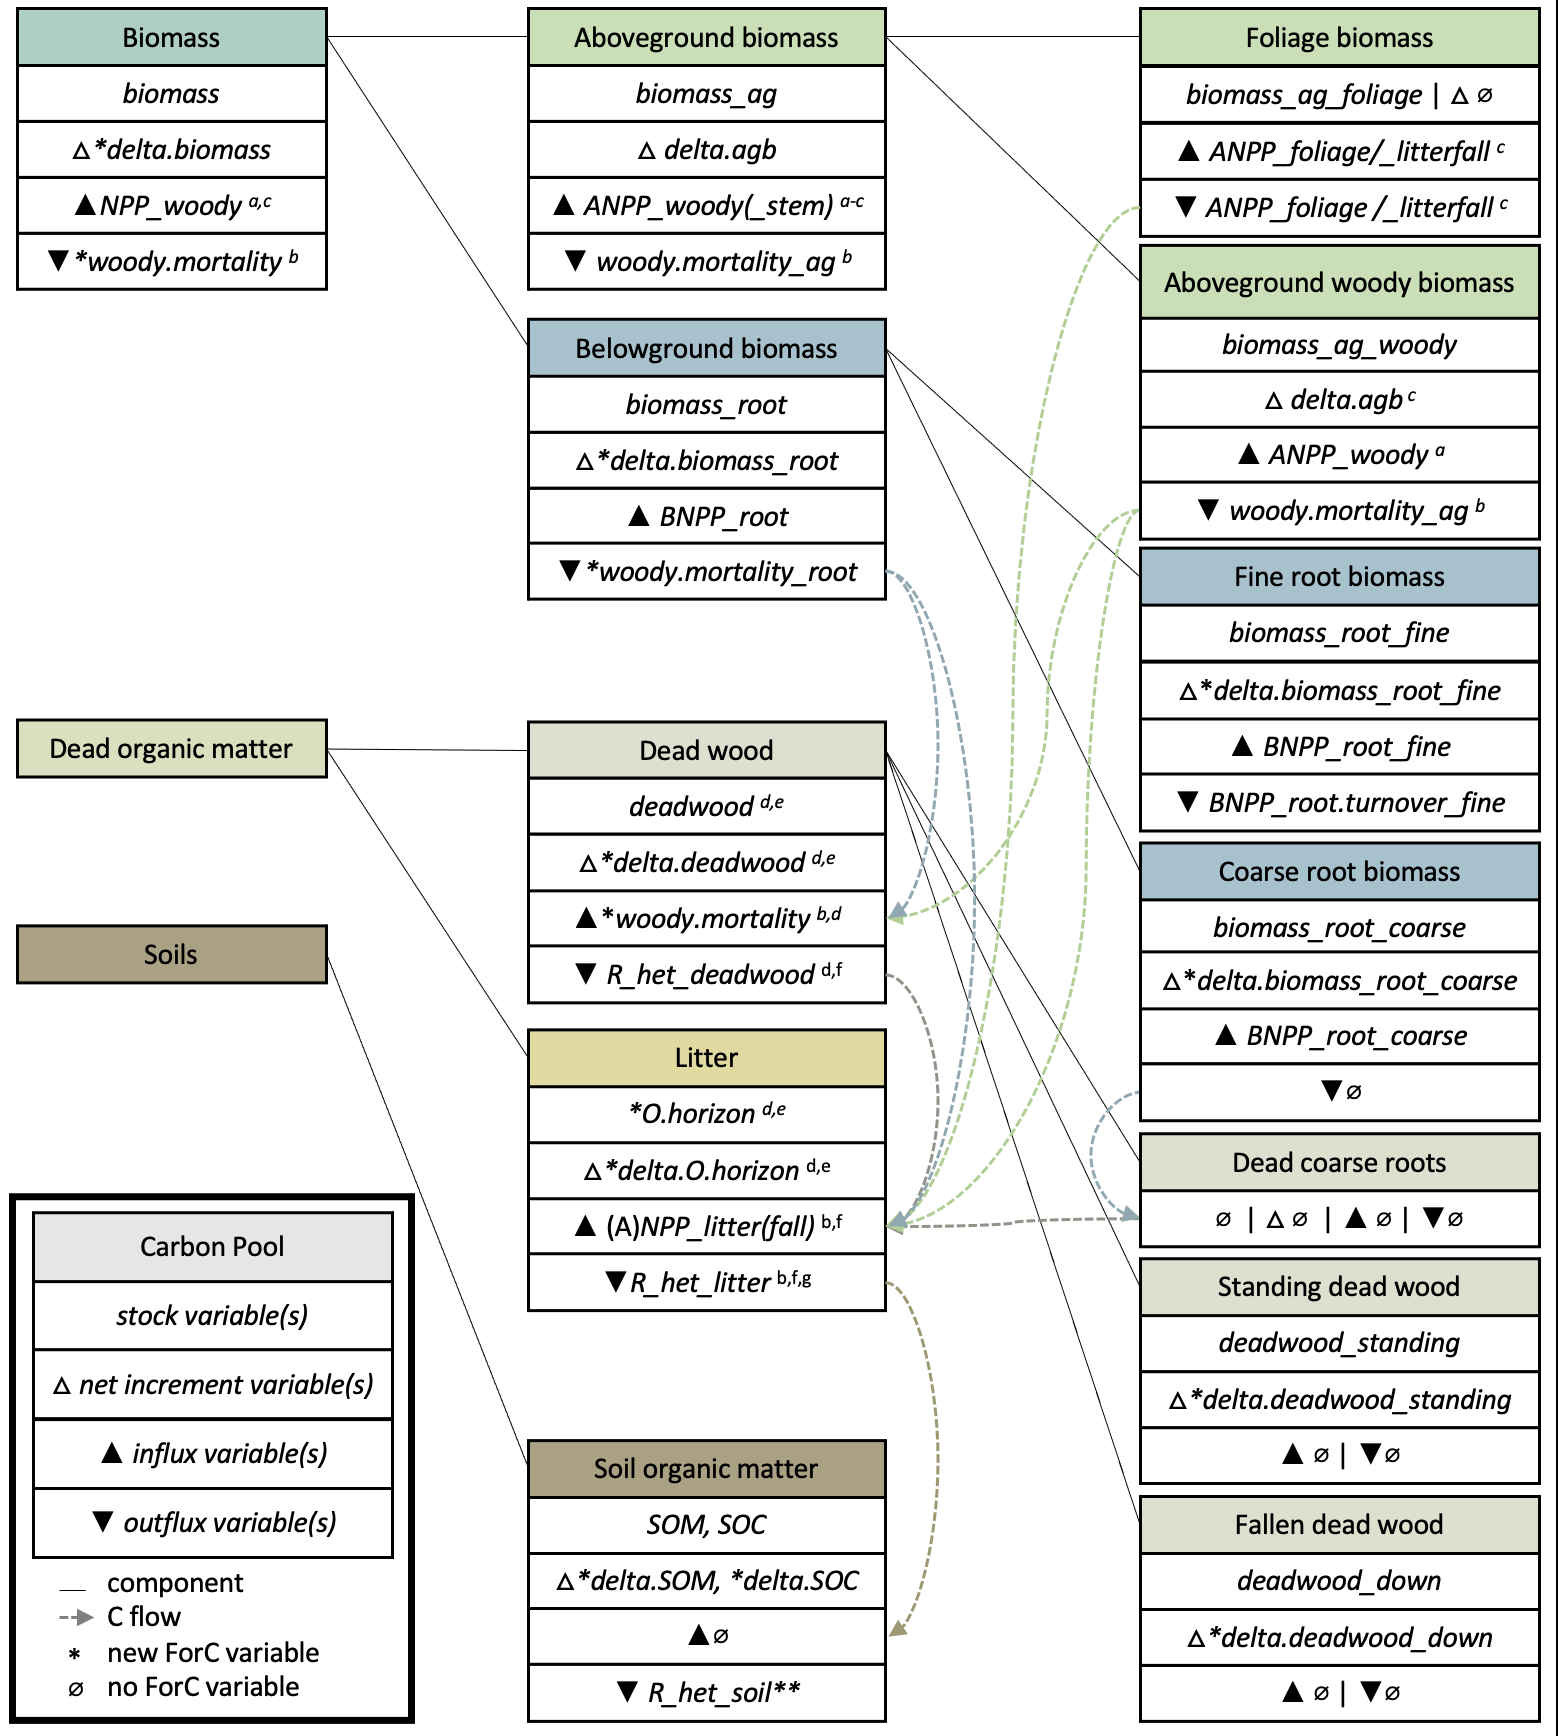 Biomass
biomass
△*delta.biomass
▲NPP_woody a,c
▼*woody.mortality b
Dead organic matter
Soils
Carbon Pool
stock variable(s)
△ net increment variable(s)
▲ influx variable(s)
▼ outflux variable(s)
component
C flow
* new ForC variable
∅ no ForC variable
Aboveground biomass
biomass_ag
△ delta.agb
▲ ANPP_woody(_stem) a-c
▼ woody.mortality_ag b
Belowground biomass
biomass_root
△*delta.biomass_root
▲ BNPP_root
▼*woody.mortality_root
Dead wood
deadwood d,e
△*delta.deadwood d,e
▲*woody.mortality b,d
▼ R_het_deadwood d,f
Litter
*O.horizon d,e
△*delta.O.horizon d,e
▲ (A)NPP_litter(fall) b,f
▼R_het_litter b,f,g
Soil organic matter
SOM, SOC
△*delta.SOM, *delta.SOC
▲∅
▼ R_het_soil**
Foliage biomass
biomass_ag_foliage | △ ∅
▲ ANPP_foliage/_litterfall c
▼ ANPP_foliage /_litterfall c
Aboveground woody biomass
biomass_ag_woody
△ delta.agb c
▲ ANPP_woody a
▼ woody.mortality_ag b
Fine root biomass
biomass_root_fine
△*delta.biomass_root_fine
▲ BNPP_root_fine
▼ BNPP_root.turnover_fine
Coarse root biomass
biomass_root_coarse
△*delta.biomass_root_coarse
▲ BNPP_root_coarse
▼∅
Dead coarse roots
∅ | △ ∅ | ▲ ∅ | ▼∅
Standing dead wood
deadwood_standing
△*delta.deadwood_standing
▲ ∅ | ▼∅
Fallen dead wood
deadwood_down
△*delta.deadwood_down
▲ ∅ | ▼∅